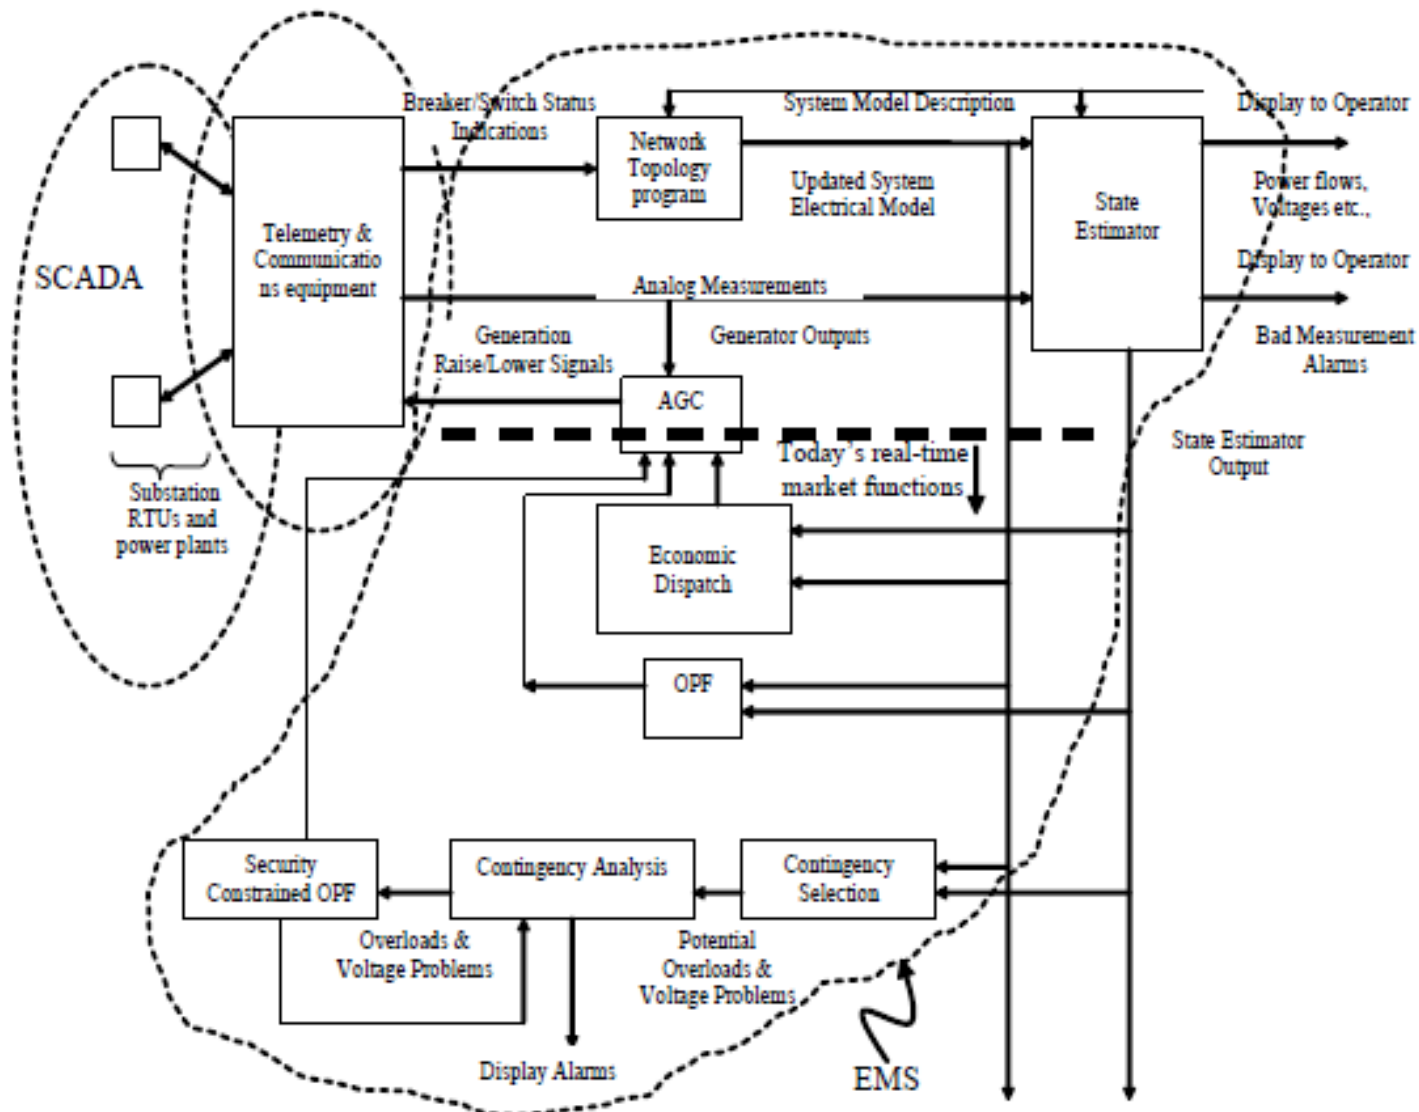 Breaker/Switch Status
Indications
System Model Description
Display to Operator
Network
Topology
program
Updated System
Electrical Model
State
Estimator
Power flows,
Voltages etc.,
SCADA
Telemetry &
Communicatio
ns equipment
Display to Operator
Analog Measurements
Generation
Raise/Lower Signals
Generator Outputs
Bad Measurement
Alarms
AGC
Today's real-time
market functions
State Estimator
Output
Substation
RTUs and
power plants
Economic
Dispatch
OPF
Security
Constrained OPF
Contingency Analysis
Contingency
Selection
Overloads &
Voltage Problems
Potential
Overloads &
Voltage Problems
Display Alarms
EMS